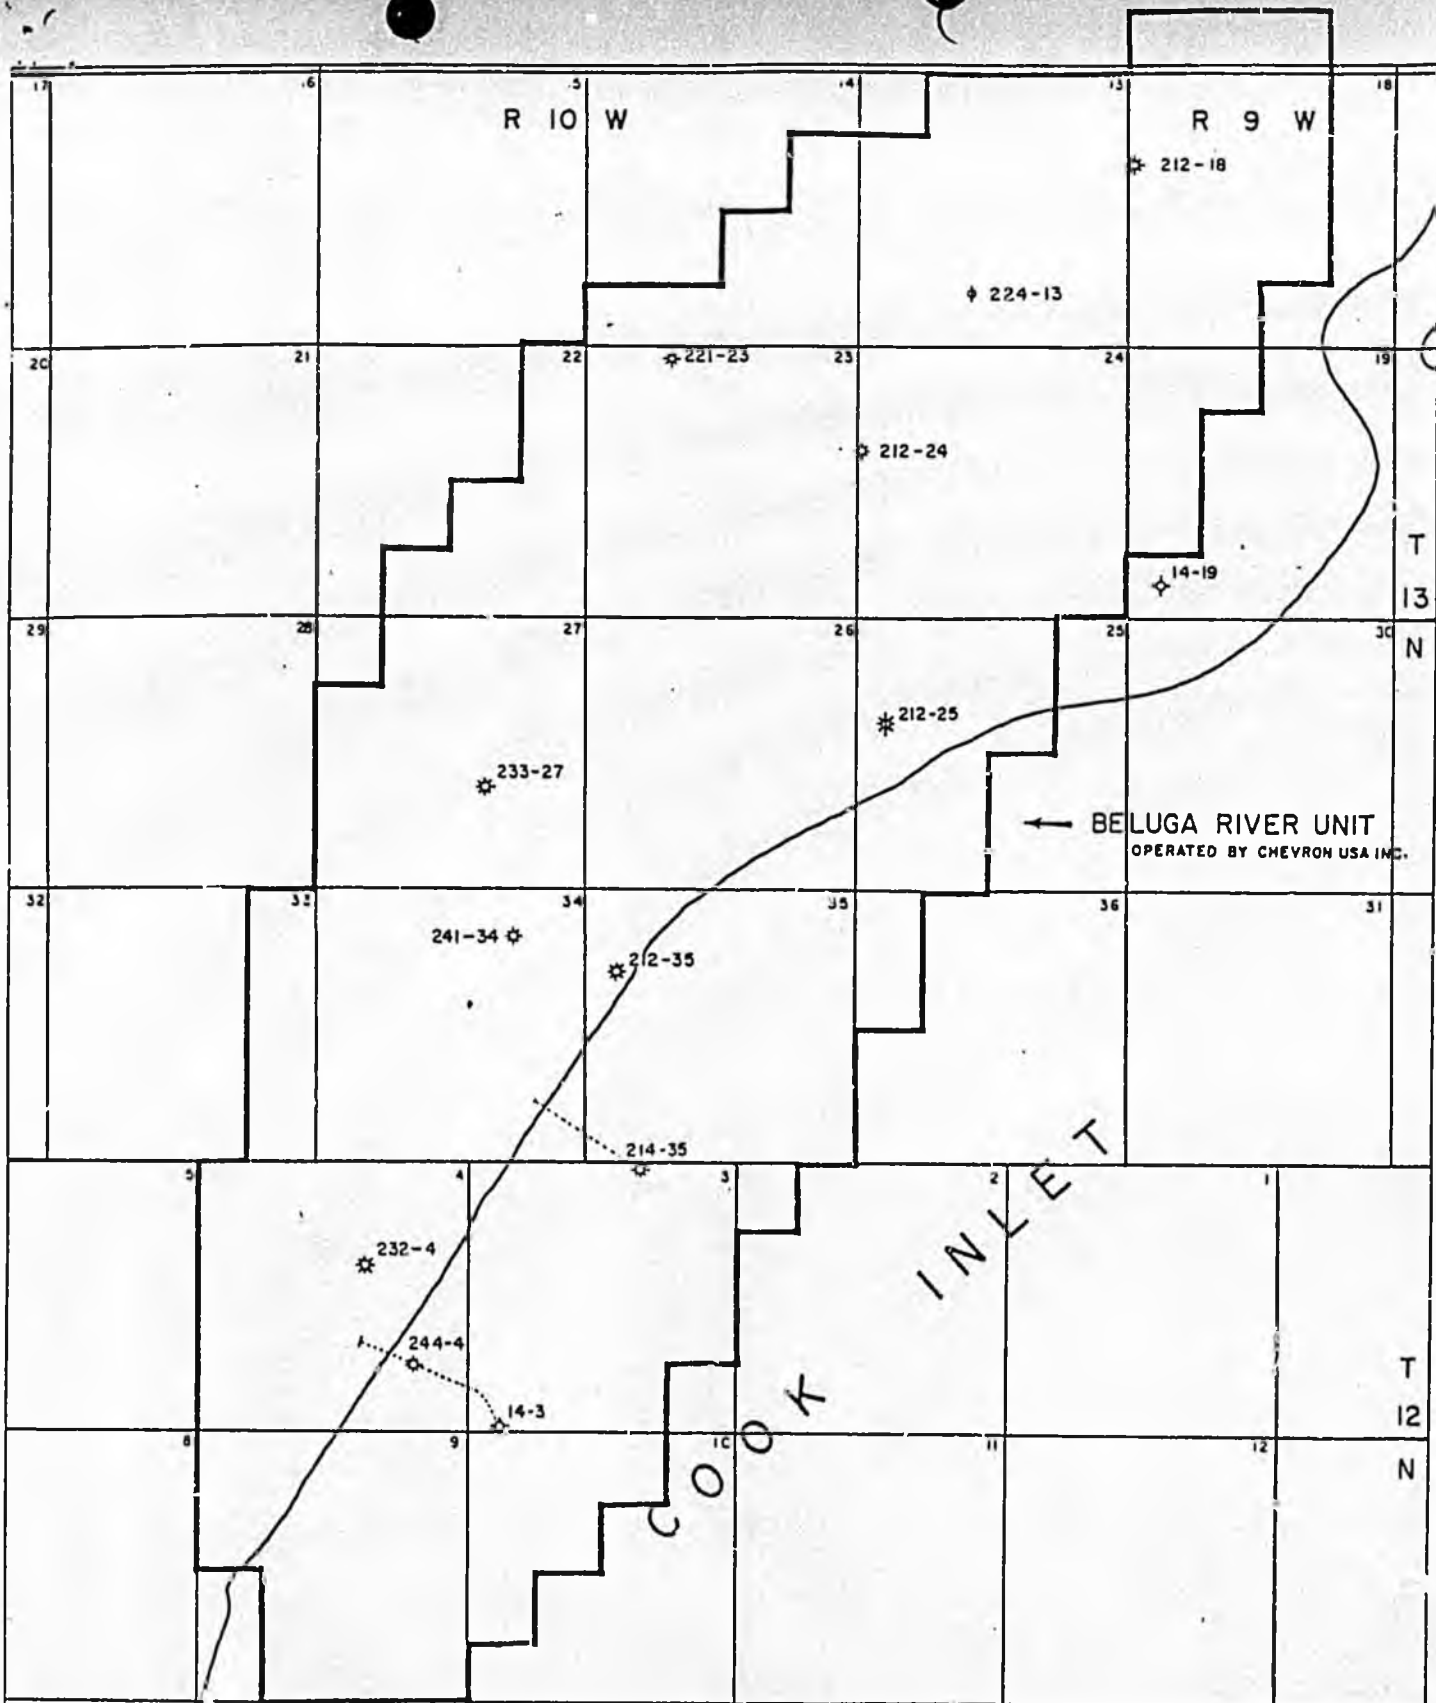 17 16 15 14 13 18
R 10 W R 9 W
212-18
224-13
20 21 22 221-23 23 24 19
212-24
T
14-19
13
29 28 27 26 25 30
N
212-25
233-27
BELUGA RIVER UNIT
OPERATED BY CHEVRON USA INC.
32 33 34 35 36 31
241-34 212-35
214-35
5 4 3 2 1
232-4
244-4
T
14-3
12
8 9 10 11 12
N
COOK INLET